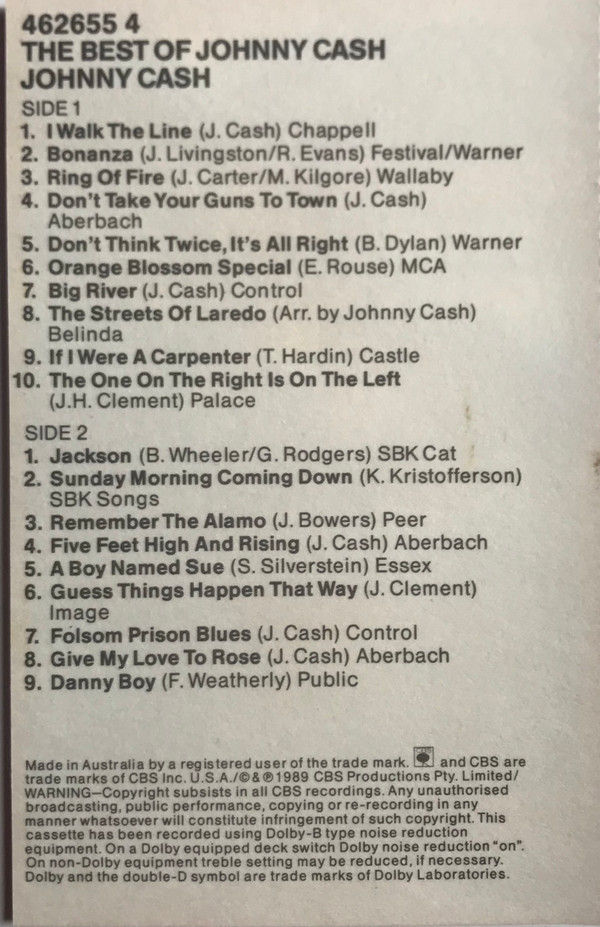 462655 4
THE BEST OF JOHNNY CASH
JOHNNY CASH
SIDE 1
1. I Walk The Line (J. Cash) Chappell
2. Bonanza (J. Livingston/R. Evans) Festival/Warner
3. Ring Of Fire (J. Carter/M. Kilgore) Wallaby
4. Don't Take Your Guns To Town (J. Cash)
Aberbach
5. Don't Think Twice, It's All Right (B. Dylan) Warner
6. Orange Blossom Special (E. Rouse) MCA
7. Big River (J. Cash) Control
8. The Streets Of Laredo (Arr. by Johnny Cash)
Belinda
9. If I Were A Carpenter (T. Hardin) Castle
10. The One On The Right Is On The Left
(J.H. Clement) Palace
SIDE 2
1. Jackson (B. Wheeler/G. Rodgers) SBK Cat
2. Sunday Morning Coming Down (K. Kristofferson)
SBK Songs
3. Remember The Alamo (J. Bowers) Peer
4. Five Feet High And Rising (J. Cash) Aberbach
5. A Boy Named Sue (S. Silverstein) Essex
6. Guess Things Happen That Way (J. Clement)
Image
7. Folsom Prison Blues (J. Cash) Control
8. Give My Love To Rose (J. Cash) Aberbach
9. Danny Boy (F. Weatherly) Public
Made in Australia by a registered user of the trade mark. CBS and CBS are
trade marks of CBS Inc. U.S.A./©&℗1989 CBS Productions Pty. Limited/
WARNING—Copyright subsists in all CBS recordings. Any unauthorised
broadcasting, public performance, copying or re-recording in any
manner whatsoever will constitute infringement of such copyright. This
cassette has been recorded using Dolby-B type noise reduction
equipment. On a Dolby equipped deck switch Dolby noise reduction "on".
On non-Dolby equipment treble setting may be reduced, if necessary.
Dolby and the double-D symbol are trade marks of Dolby Laboratories.